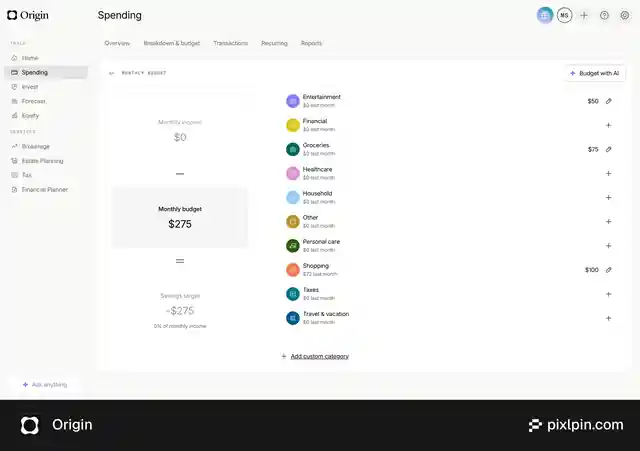 Origin
Spending
MG
TRACK
Home
Spending
Invest
Forecast
Equity
SERVICES
Brokerage
Estate Planning
Tax
Financial Planner
Ask anything
Overview
Breakdown & budget
Transactions
Recurring
Reports
MONTHLY BUDGET
Budget with AI
Monthly income
$0
Monthly budget
$275
=
Savings target
-$275
0% of monthly income
Entertainment
$0 last month
$50
Financial
$0 last month
Groceries
$0 last month
$75
Healthcare
$0 last month
Household
$0 last month
Other
$0 last month
Personal care
$0 last month
Shopping
$72 last month
$100
Taxes
$0 last month
Travel & vacation
$0 last month
Add custom category
Origin
pixlpin.com